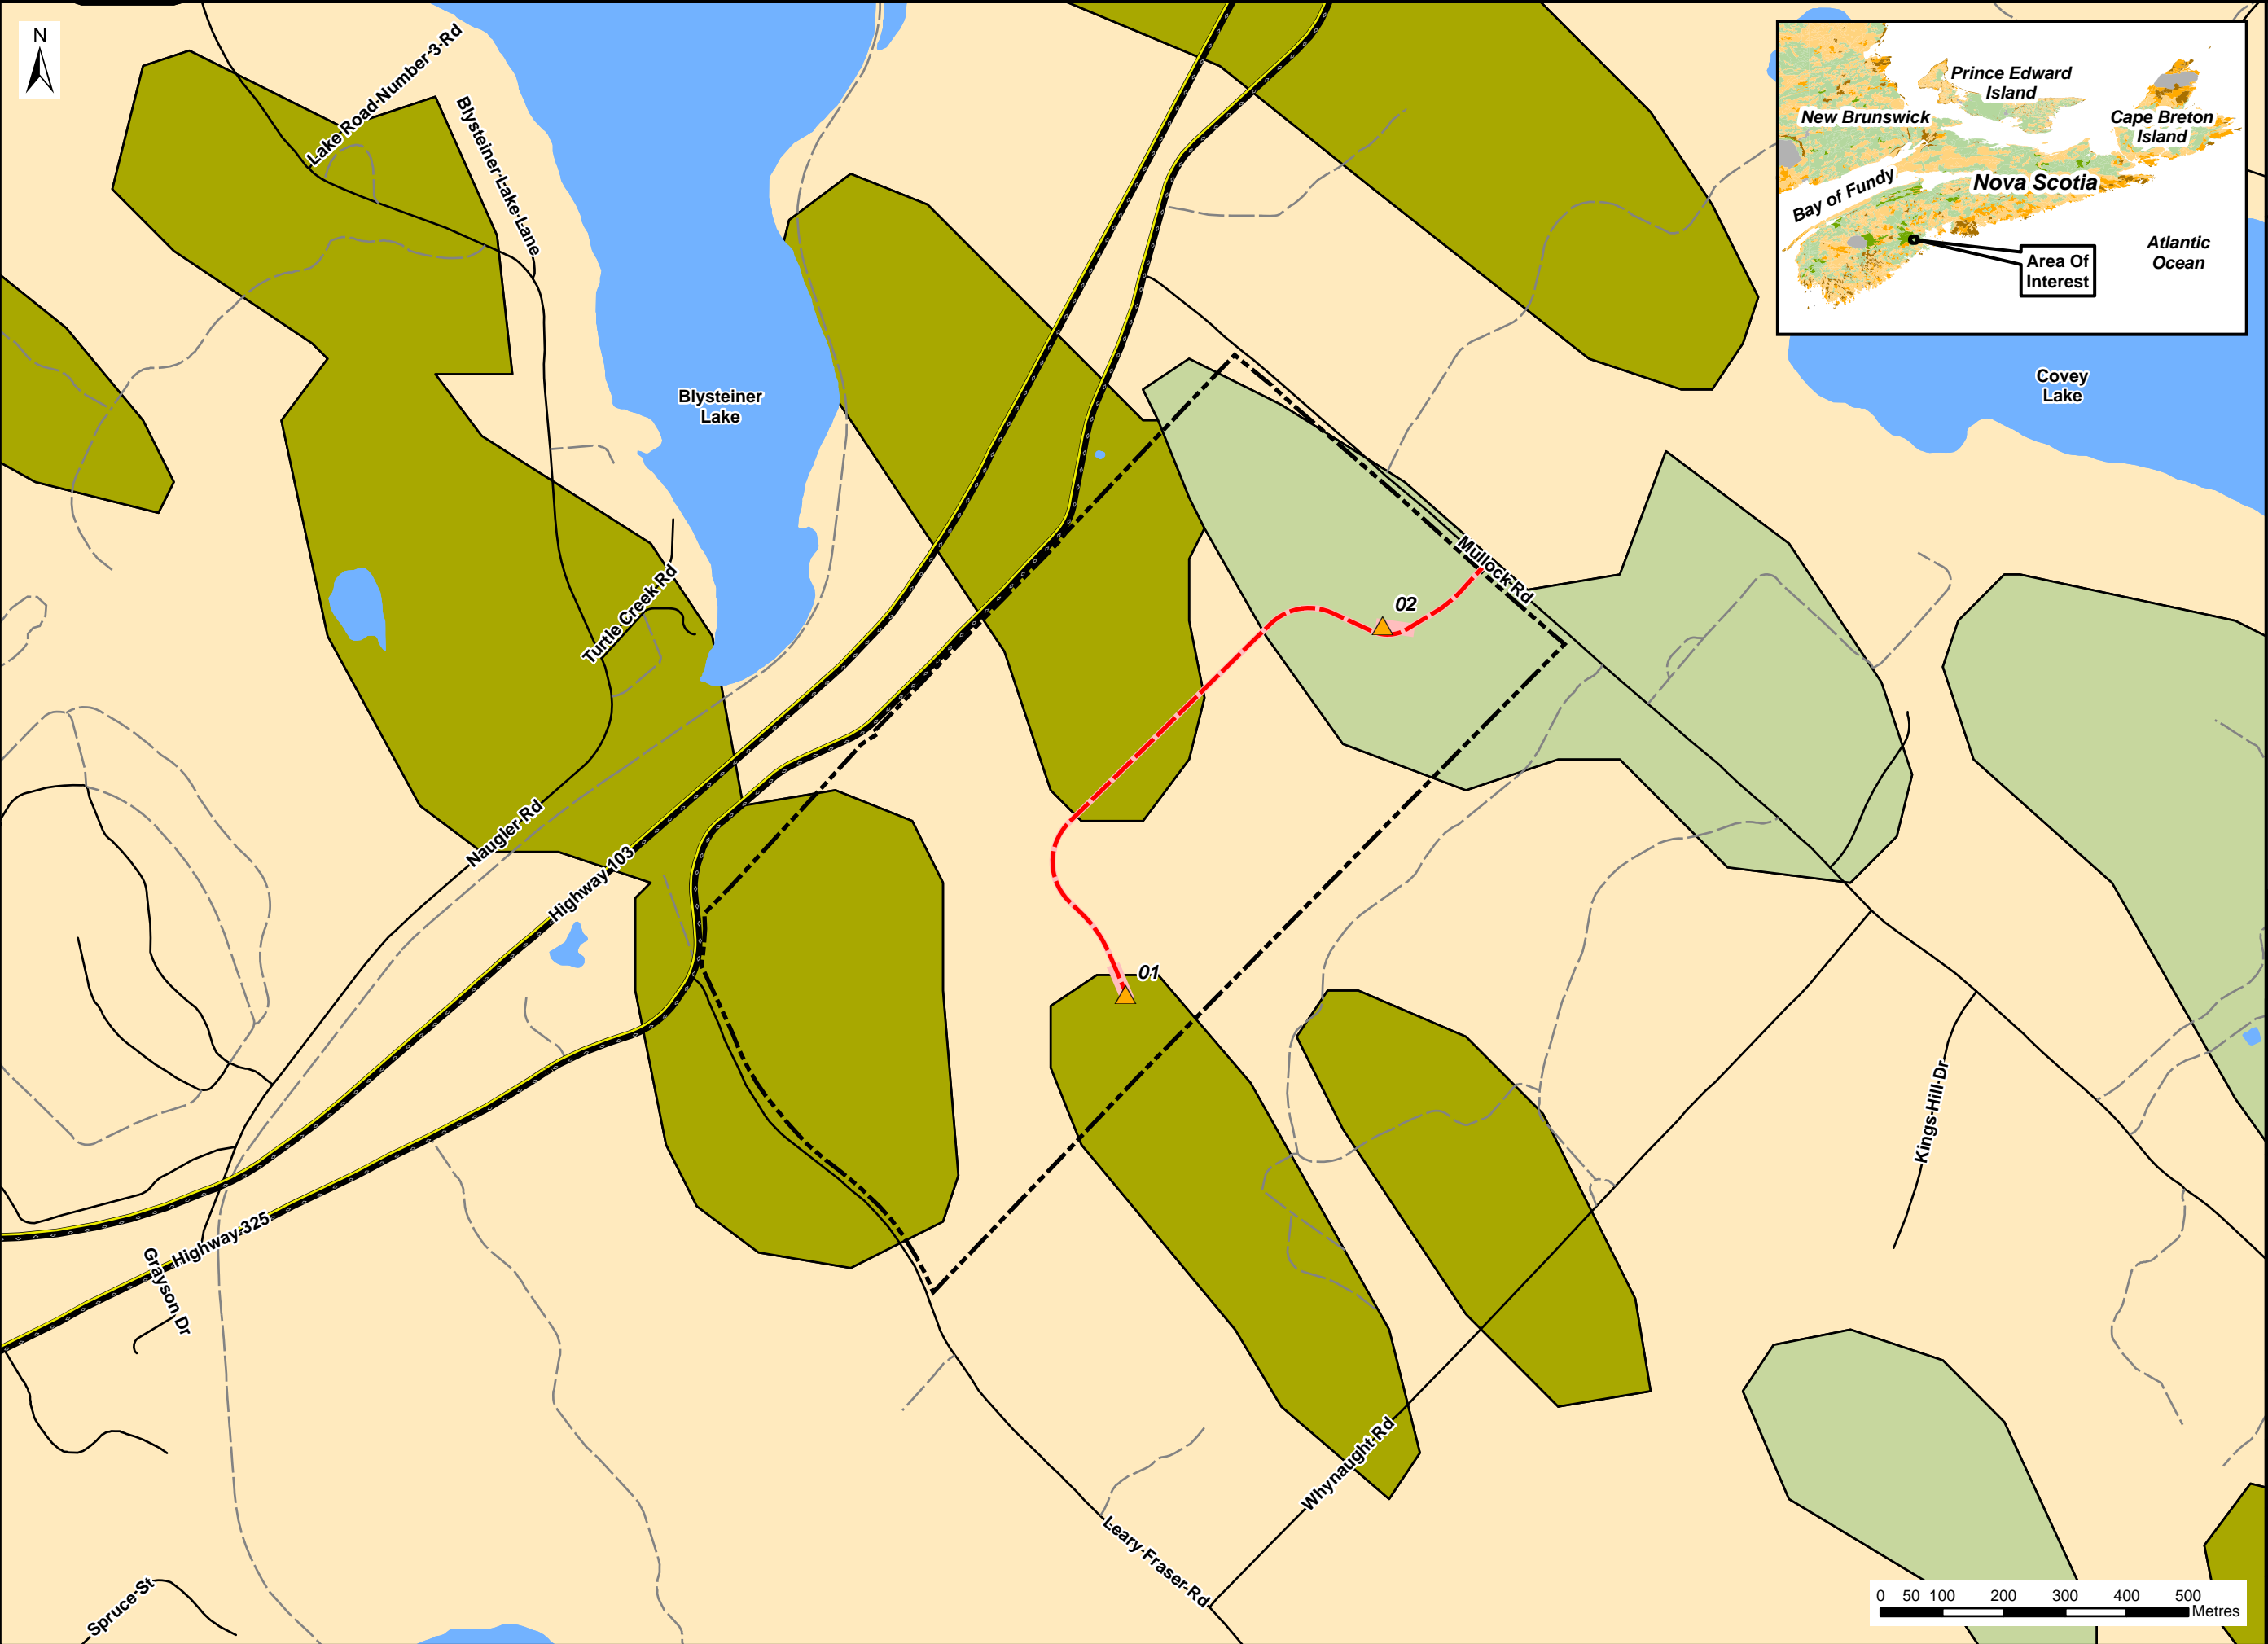 N
Lake Road Number 3 Rd
Blysteiner Lake Lane
Prince Edward
Island
New Brunswick
Cape Breton
Island
Bay of Fundy
Nova Scotia
Atlantic
Ocean
Area Of
Interest
Blysteiner
Lake
Covey
Lake
Mullock Rd
02
Turtle Creek Rd
Naugler Rd
Highway 103
01
Kings Hill Dr
Highway 325
Grayson Dr
Whynaught Rd
Leary Fraser Rd
Spruce St
0 50 100 200 300 400 500
Metres